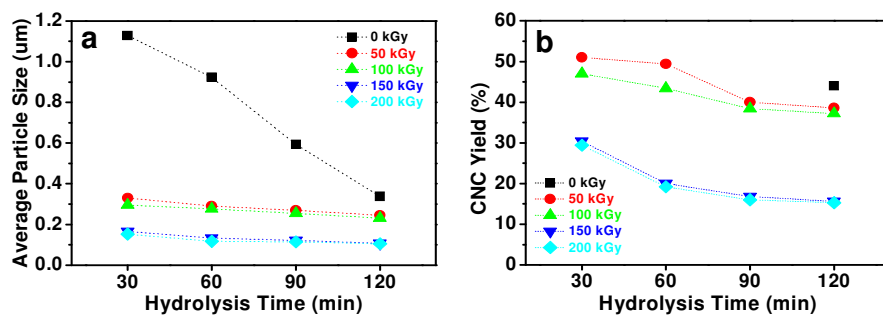 a
Average Particle Size (um)
1.2
1.0
0.8
0.6
0.4
0.2
0.0
30 60 90 120
Hydrolysis Time (min)
0 kGy
50 kGy
100 kGy
150 kGy
200 kGy
b
CNC Yield (%)
60
50
40
30
20
10
0
30 60 90 120
Hydrolysis Time (min)
0 kGy
50 kGy
100 kGy
150 kGy
200 kGy